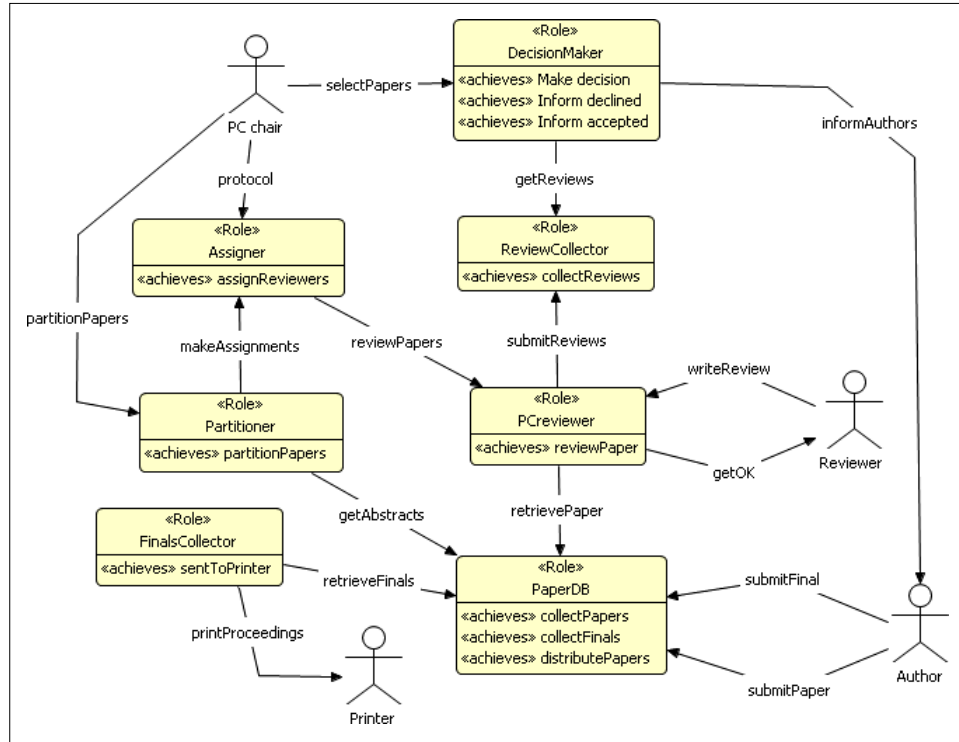 «Role»
DecisionMaker
«achieves» Make decision
«achieves» Inform declined
«achieves» Inform accepted
selectPapers
PC chair
informAuthors
protocol
getReviews
«Role»
Assigner
«achieves» assignReviewers
«Role»
ReviewCollector
«achieves» collectReviews
partitionPapers
makeAssignments
reviewPapers
submitReviews
writeReview
«Role»
Partitioner
«achieves» partitionPapers
«Role»
PCreviewer
«achieves» reviewPaper
Reviewer
getOK
getAbstracts
retrievePaper
«Role»
FinalsCollector
«achieves» sentToPrinter
retrieveFinals
«Role»
PaperDB
«achieves» collectPapers
«achieves» collectFinals
«achieves» distributePapers
submitFinal
printProceedings
Author
submitPaper
Printer